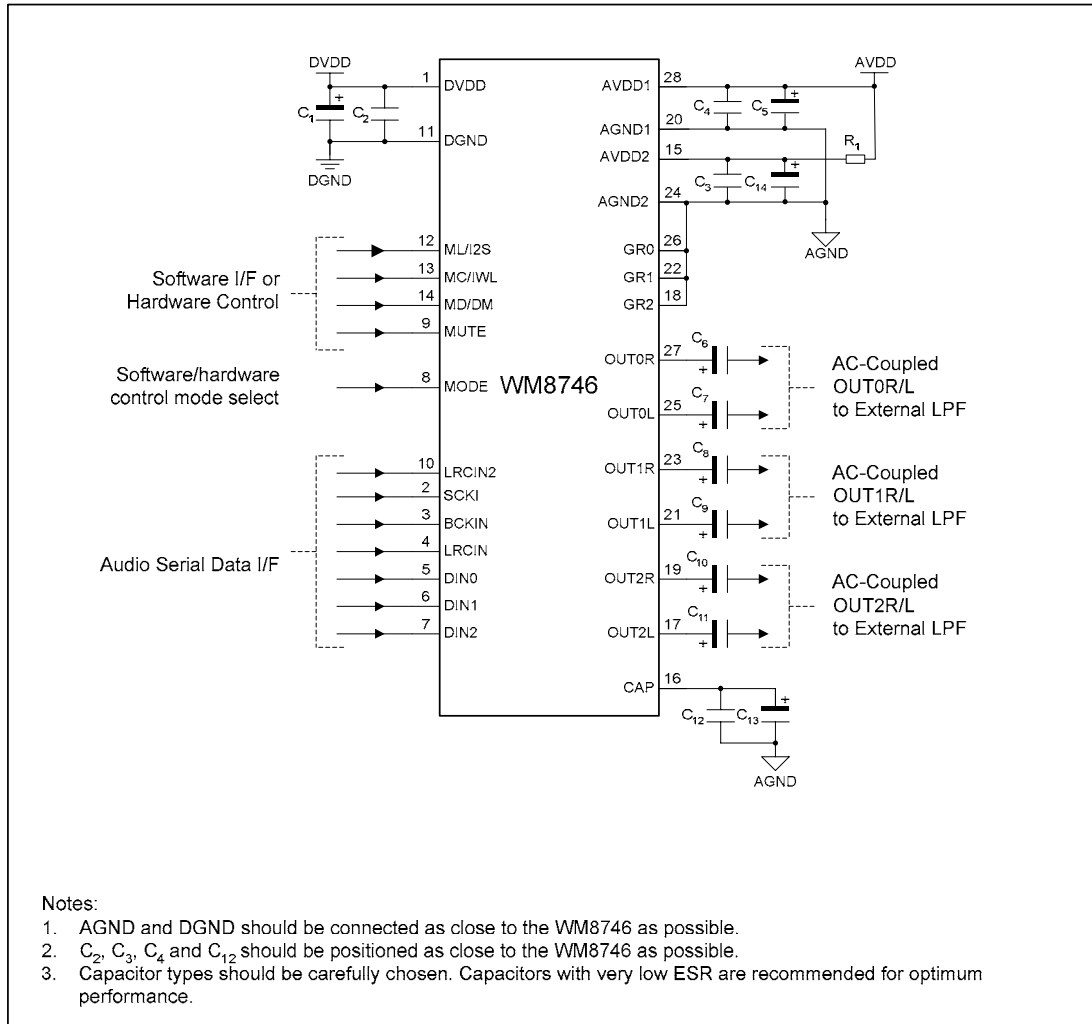 DVDD
C1
+
C2
DGND
1
DVDD
11
DGND
Software I/F or
Hardware Control
12
ML/I2S
13
MC/IWL
14
MD/DM
9
MUTE
Software/hardware
control mode select
8
MODE
WM8746
Audio Serial Data I/F
10
LRCIN2
2
SCKI
3
BCKIN
4
LRCIN
5
DIN0
6
DIN1
7
DIN2
AVDD
AVDD1
28
C4
C5
+
AGND1
20
AVDD2
15
R1
C3
C14
+
AGND2
24
AGND
GR0
26
GR1
22
GR2
18
OUT0R
27
C6
+
OUT0L
25
C7
+
AC-Coupled
OUT0R/L
to External LPF
OUT1R
23
C8
+
OUT1L
21
C9
+
AC-Coupled
OUT1R/L
to External LPF
OUT2R
19
C10
+
OUT2L
17
C11
+
AC-Coupled
OUT2R/L
to External LPF
CAP
16
C12
C13
+
AGND
Notes:
1. AGND and DGND should be connected as close to the WM8746 as possible.
2. C2, C3, C4 and C12 should be positioned as close to the WM8746 as possible.
3. Capacitor types should be carefully chosen. Capacitors with very low ESR are recommended for optimum
performance.